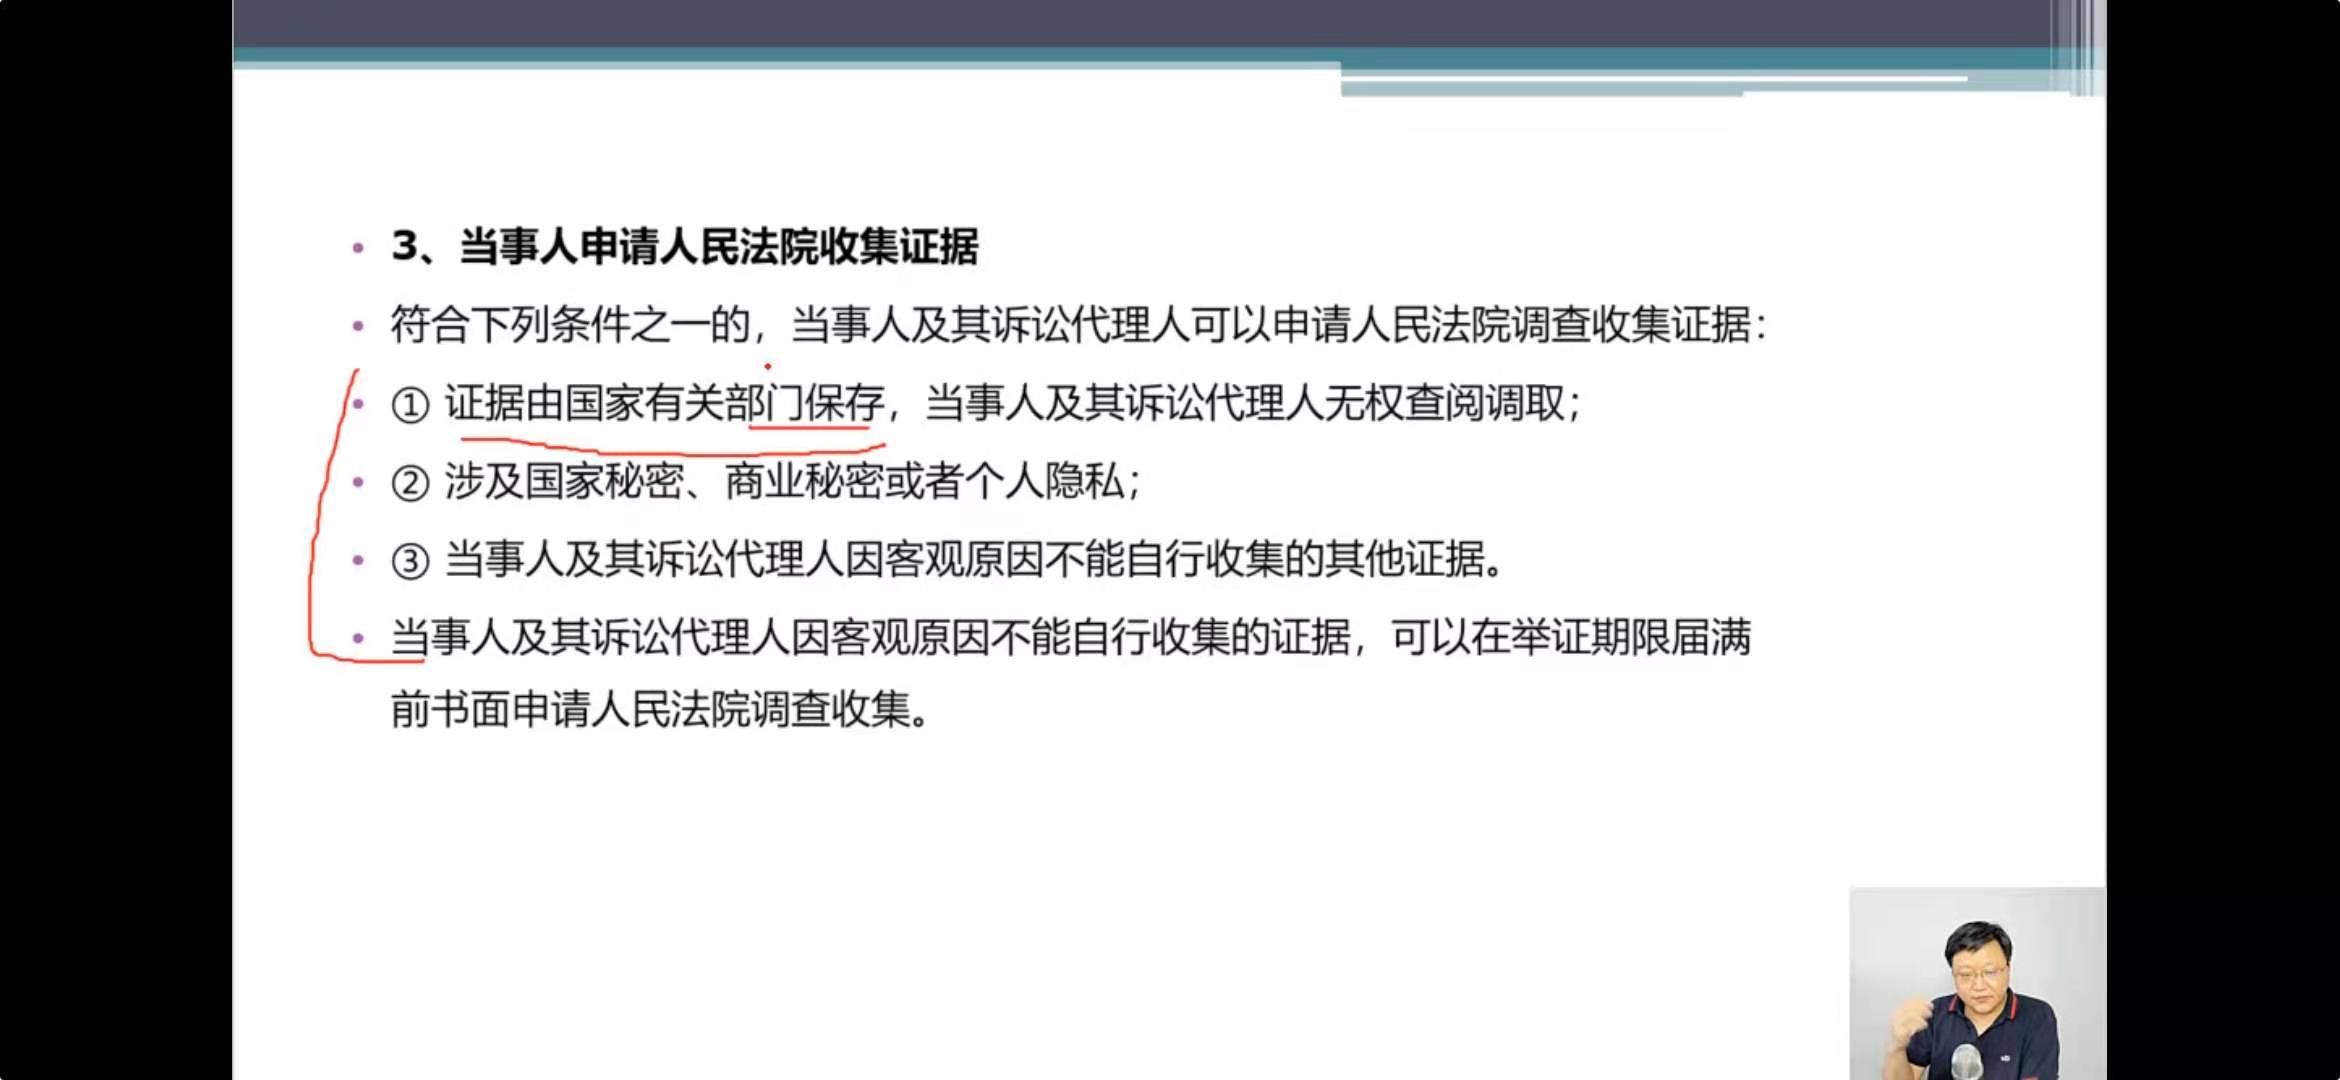 3、当事人申请人民法院收集证据
符合下列条件之一的，当事人及其诉讼代理人可以申请人民法院调查收集证据：
① 证据由国家有关部门保存，当事人及其诉讼代理人无权查阅调取；
② 涉及国家秘密、商业秘密或者个人隐私；
③ 当事人及其诉讼代理人因客观原因不能自行收集的其他证据。
当事人及其诉讼代理人因客观原因不能自行收集的证据，可以在举证期限届满
前书面申请人民法院调查收集。